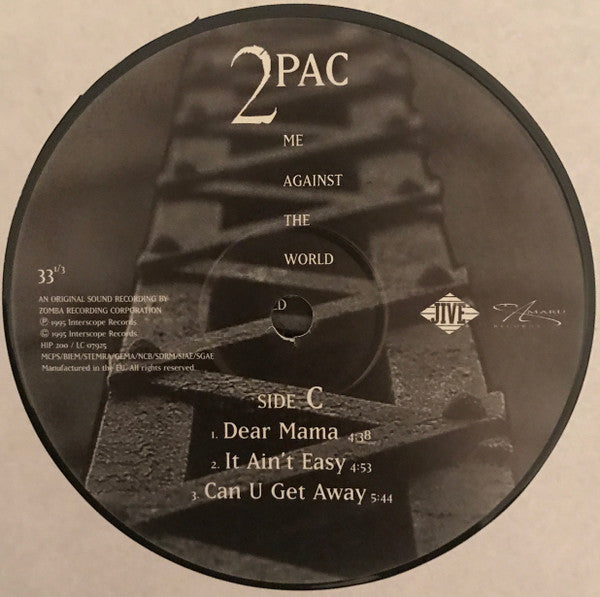 2PAC
ME
AGAINST
THE
WORLD
D
33 1/3
AN ORIGINAL SOUND RECORDING BY
ZOMBA RECORDING CORPORATION
℗ 1995 Interscope Records.
© 1995 Interscope Records.
HIP 200 / LC 07925
MCPS/BIEM/STEMRA/GEMA/NCB/SDRM/SIAE/SGAE
Manufactured in the EU. All rights reserved.
JIVE
RECORDS
SIDE C
1. Dear Mama 4:38
2. It Ain't Easy 4:53
3. Can U Get Away 5:44